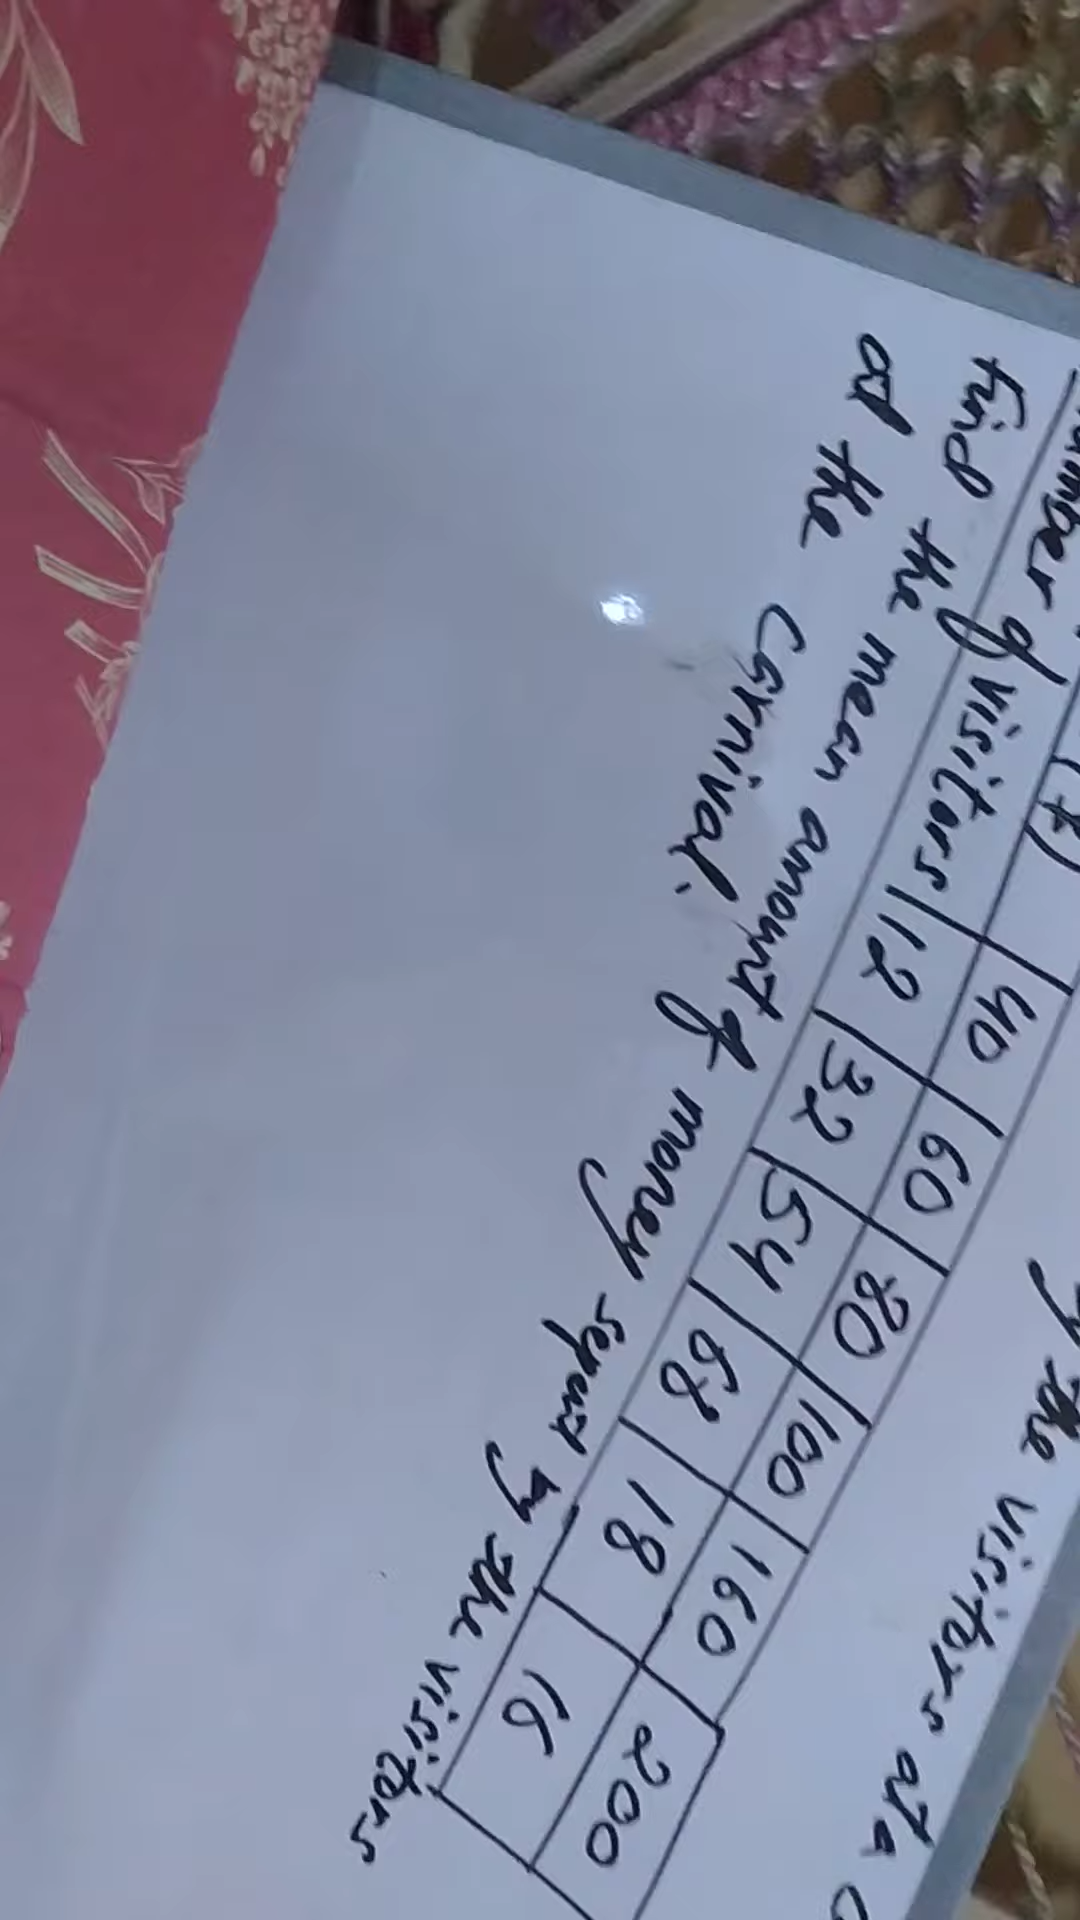 the visitors at a
(₹) | 40 | 60 | 80 | 100 | 160 | 200
number of visitors | 12 | 32 | 54 | 68 | 18 | 16
find the mean amount of money sepnt by the visitors
at the carnival.